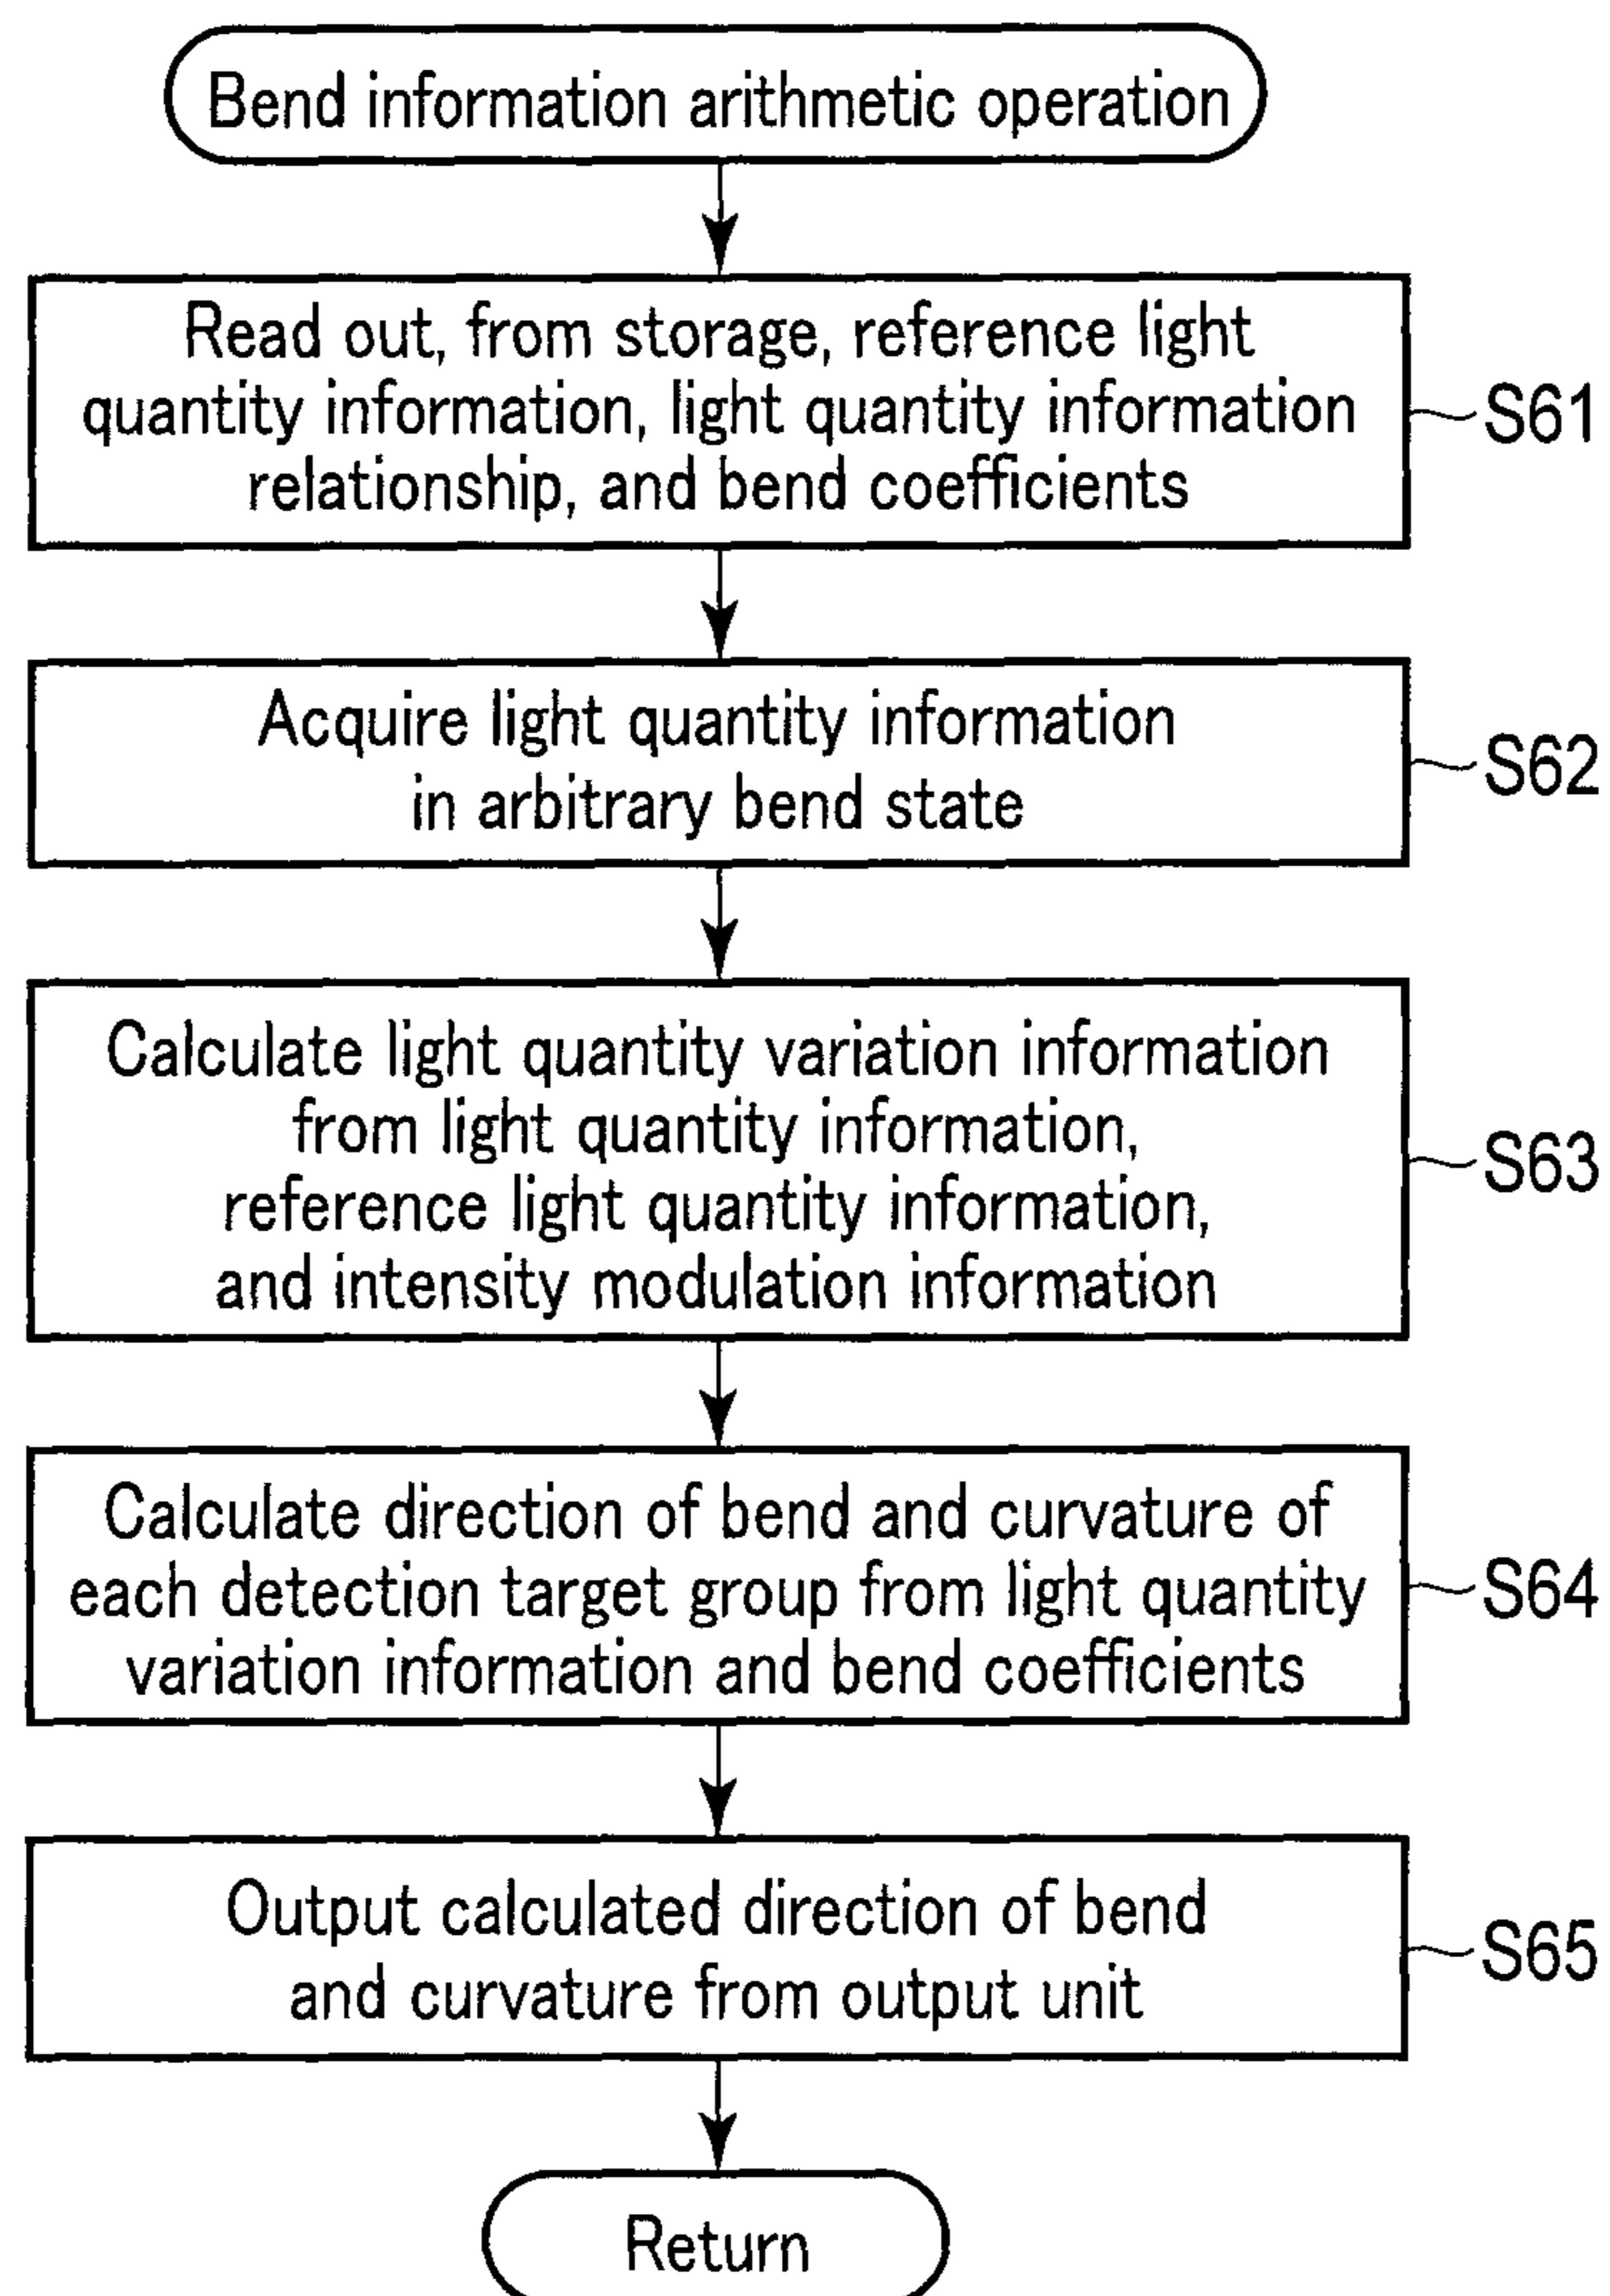 Bend information arithmetic operation
Read out, from storage, reference light
quantity information, light quantity information
relationship, and bend coefficients
S61
Acquire light quantity information
in arbitrary bend state
S62
Calculate light quantity variation information
from light quantity information,
reference light quantity information,
and intensity modulation information
S63
Calculate direction of bend and curvature of
each detection target group from light quantity
variation information and bend coefficients
S64
Output calculated direction of bend
and curvature from output unit
S65
Return